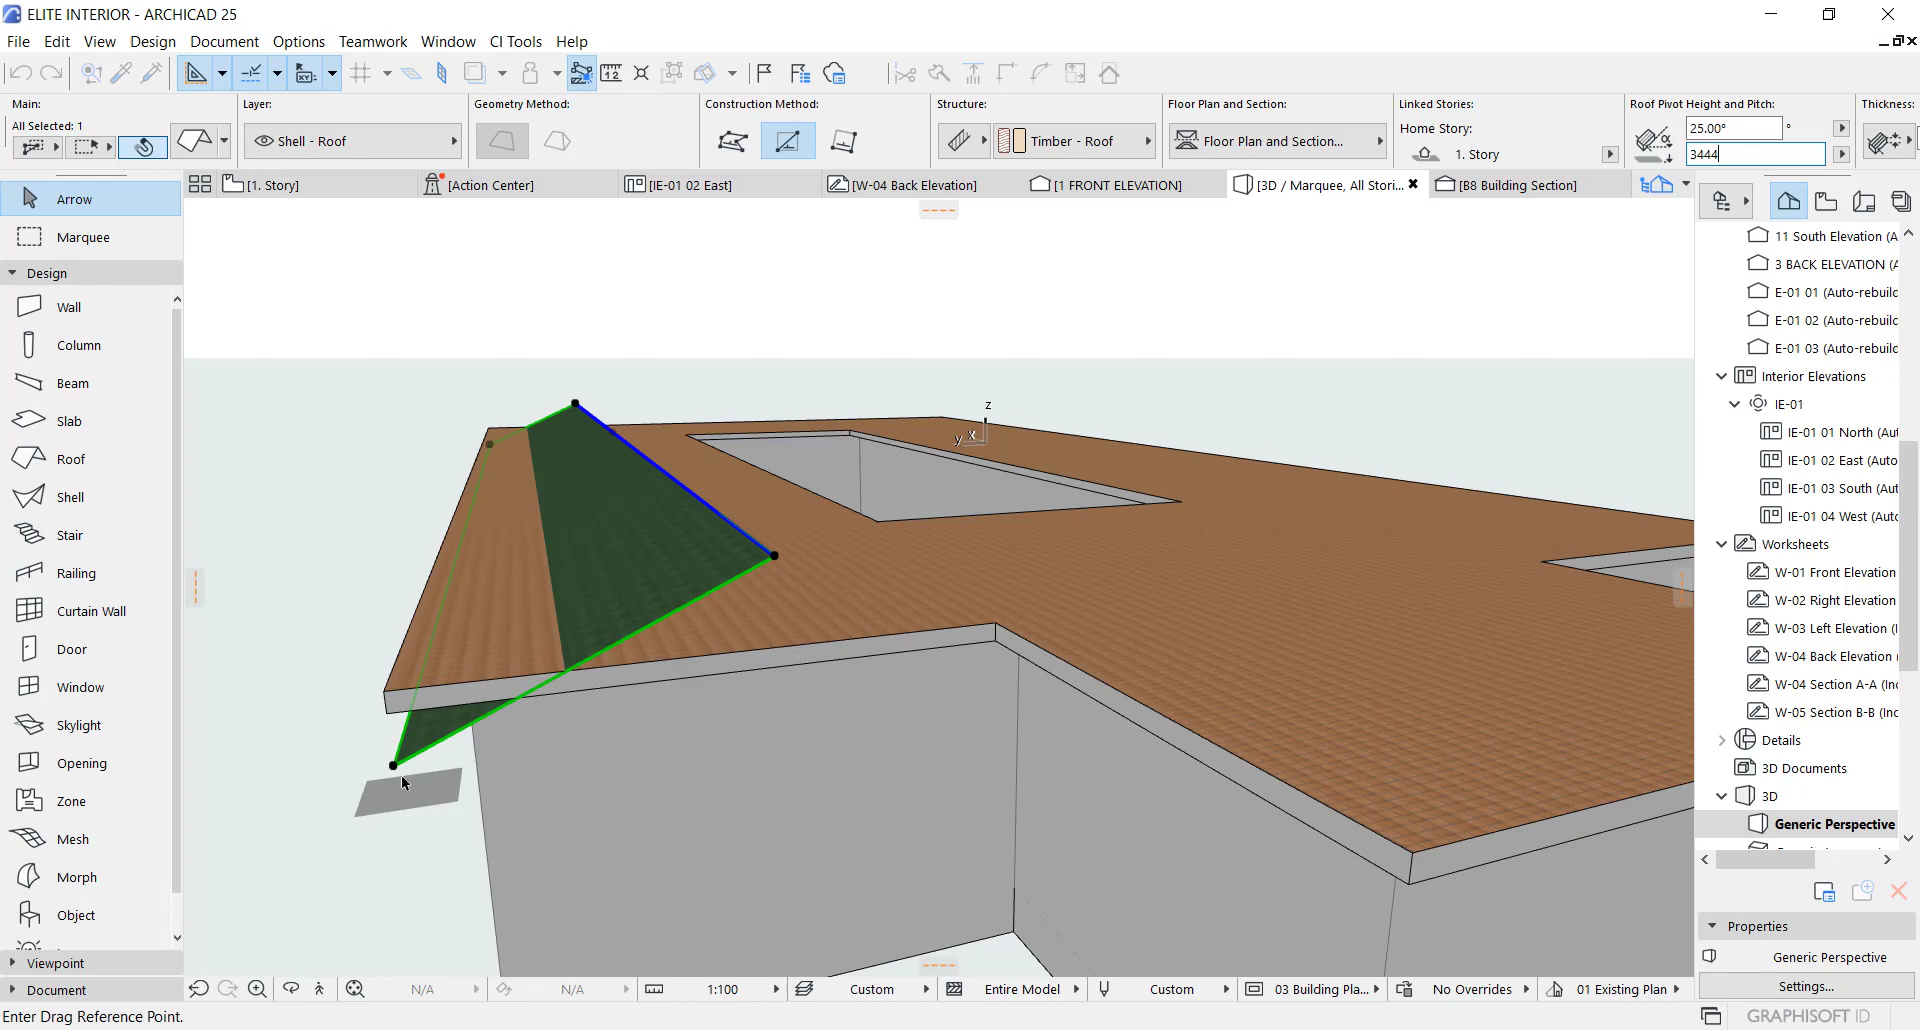 ELITE INTERIOR - ARCHICAD 25
File Edit View Design Document Options Teamwork Window CI Tools Help
Main: Layer: Geometry Method: Construction Method: Structure: Floor Plan and Section: Linked Stories: Roof Pivot Height and Pitch: Thickness:
All Selected: 1
Shell - Roof
Timber - Roof
Floor Plan and Section...
Home Story:
1. Story
25.00°
°
3444
[1. Story] [Action Center] [IE-01 02 East] [W-04 Back Elevation] [1 FRONT ELEVATION] [3D / Marquee, All Stori... [B8 Building Section]
Arrow
Marquee
Design
Wall
Column
Beam
Slab
Roof
Shell
Stair
Railing
Curtain Wall
Door
Window
Skylight
Opening
Zone
Mesh
Morph
Object
Viewpoint
Document
z
y x
11 South Elevation (A
3 BACK ELEVATION (A
E-01 01 (Auto-rebuild
E-01 02 (Auto-rebuild
E-01 03 (Auto-rebuild
Interior Elevations
IE-01
IE-01 01 North (Aut
IE-01 02 East (Auto
IE-01 03 South (Aut
IE-01 04 West (Auto
Worksheets
W-01 Front Elevation
W-02 Right Elevation
W-03 Left Elevation (I
W-04 Back Elevation
W-04 Section A-A (Inc
W-05 Section B-B (Inc
Details
3D Documents
3D
Generic Perspective
Properties
Generic Perspective
Settings...
N/A N/A 1:100 Custom Entire Model Custom 03 Building Pla... No Overrides 01 Existing Plan
Enter Drag Reference Point.
GRAPHISOFT ID